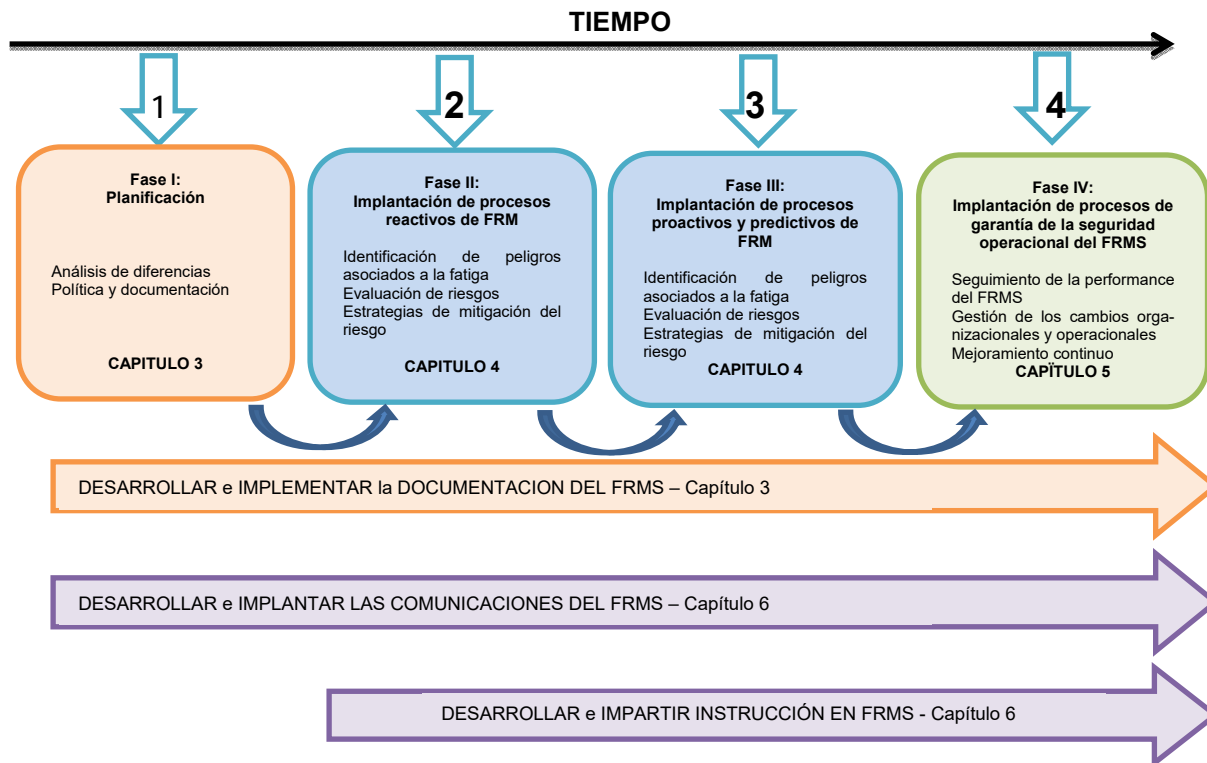 TIEMPO
1
2
3
4
Fase I:
Planificación
Análisis de diferencias
Política y documentación
CAPITULO 3
Fase II:
Implantación de procesos
reactivos de FRM
Identificación de peligros
asociados a la fatiga
Evaluación de riesgos
Estrategias de mitigación del
riesgo
CAPITULO 4
Fase III:
Implantación de procesos
proactivos y predictivos de
FRM
Identificación de peligros
asociados a la fatiga
Evaluación de riesgos
Estrategias de mitigación del
riesgo
CAPITULO 4
Fase IV:
Implantación de procesos de
garantía de la seguridad
operacional del FRMS
Seguimiento de la performance
del FRMS
Gestión de los cambios orga-
nizacionales y operacionales
Mejoramiento continuo
CAPÏTULO 5
DESARROLLAR e IMPLEMENTAR la DOCUMENTACION DEL FRMS – Capítulo 3
DESARROLLAR e IMPLANTAR LAS COMUNICACIONES DEL FRMS – Capítulo 6
DESARROLLAR e IMPARTIR INSTRUCCIÓN EN FRMS - Capítulo 6